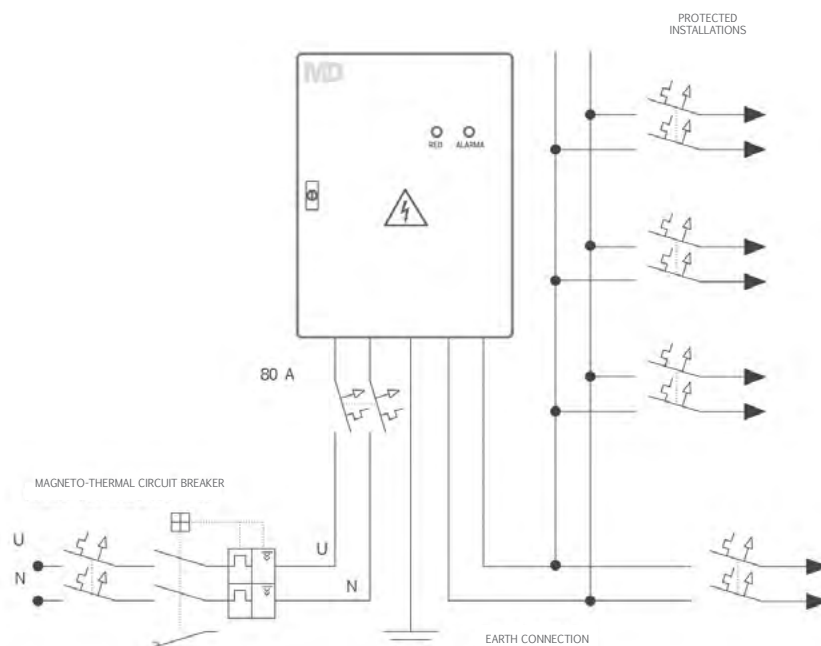 PROTECTED
INSTALLATIONS
MD
RED ALARMA
80 A
MAGNETO-THERMAL CIRCUIT BREAKER
U
U
N
N
EARTH CONNECTION